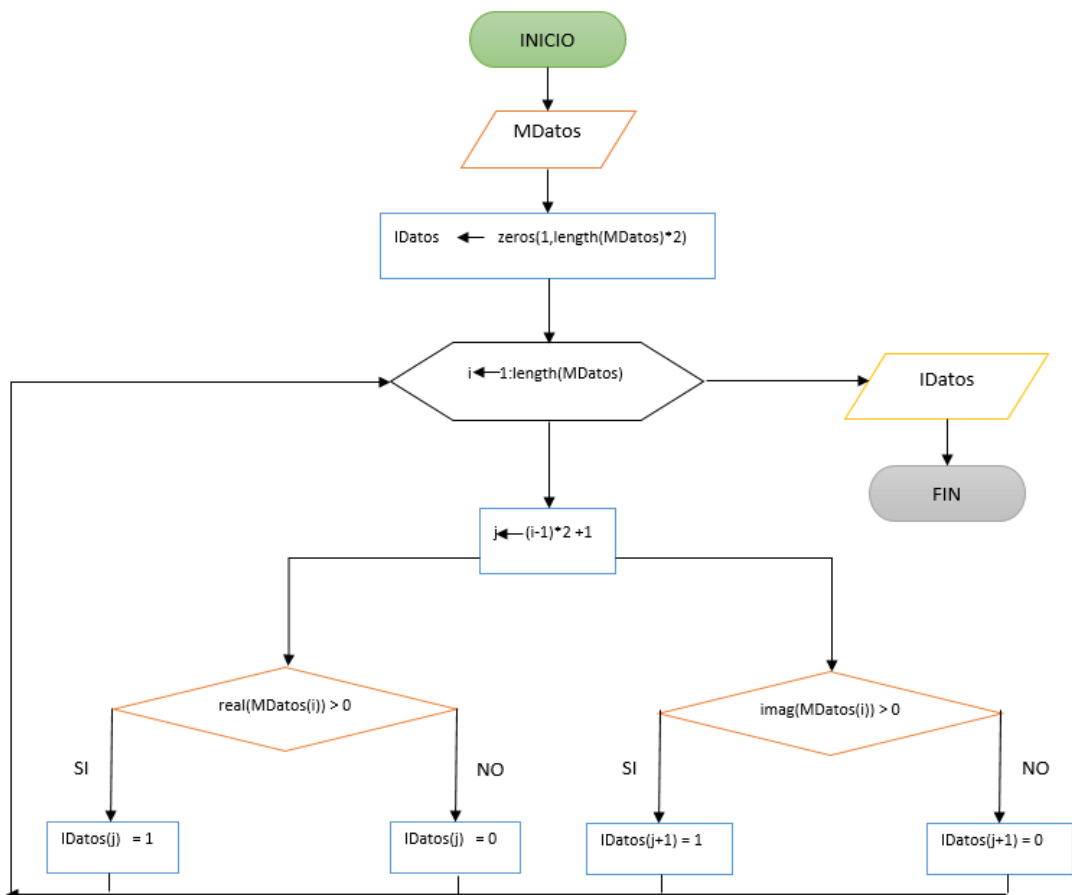 INICIO
MDatos
IDatos ← zeros(1,length(MDatos)*2)
i ← 1:length(MDatos)
IDatos
FIN
j ← (i-1)*2 +1
real(MDatos(i)) > 0
imag(MDatos(i)) > 0
SI
NO
SI
NO
IDatos(j) = 1
IDatos(j) = 0
IDatos(j+1) = 1
IDatos(j+1) = 0